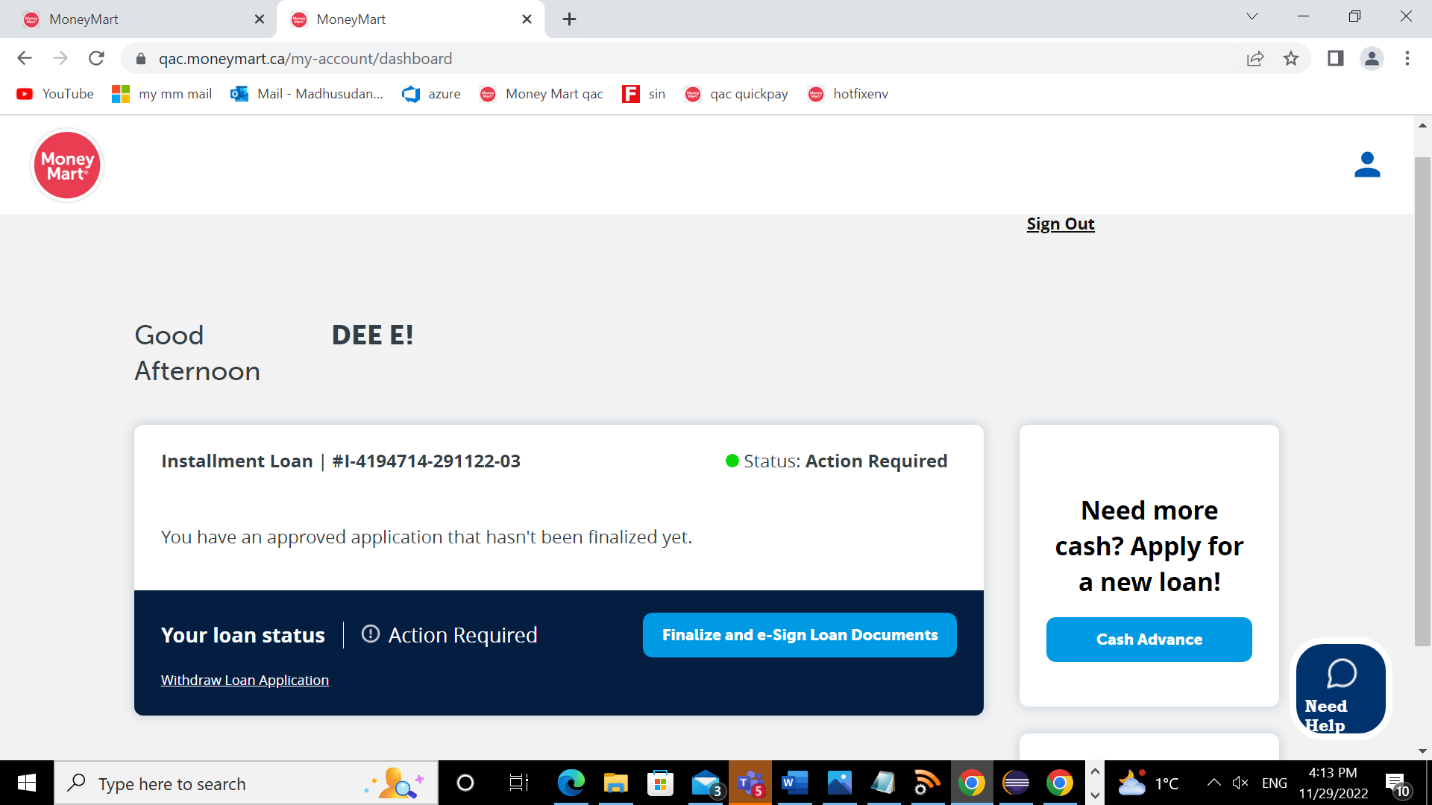 MoneyMart
MoneyMart
qac.moneymart.ca/my-account/dashboard
YouTube my mm mail Mail - Madhusudan... azure Money Mart qac sin qac quickpay hotfixenv
Money
Mart
Sign Out
Good
Afternoon
DEE E!
Installment Loan | #I-4194714-291122-03
Status: Action Required
You have an approved application that hasn't been finalized yet.
Your loan status
Action Required
Finalize and e-Sign Loan Documents
Withdraw Loan Application
Need more
cash? Apply for
a new loan!
Cash Advance
Need
Help
Type here to search
3
5
1°C
ENG
4:13 PM
11/29/2022
10